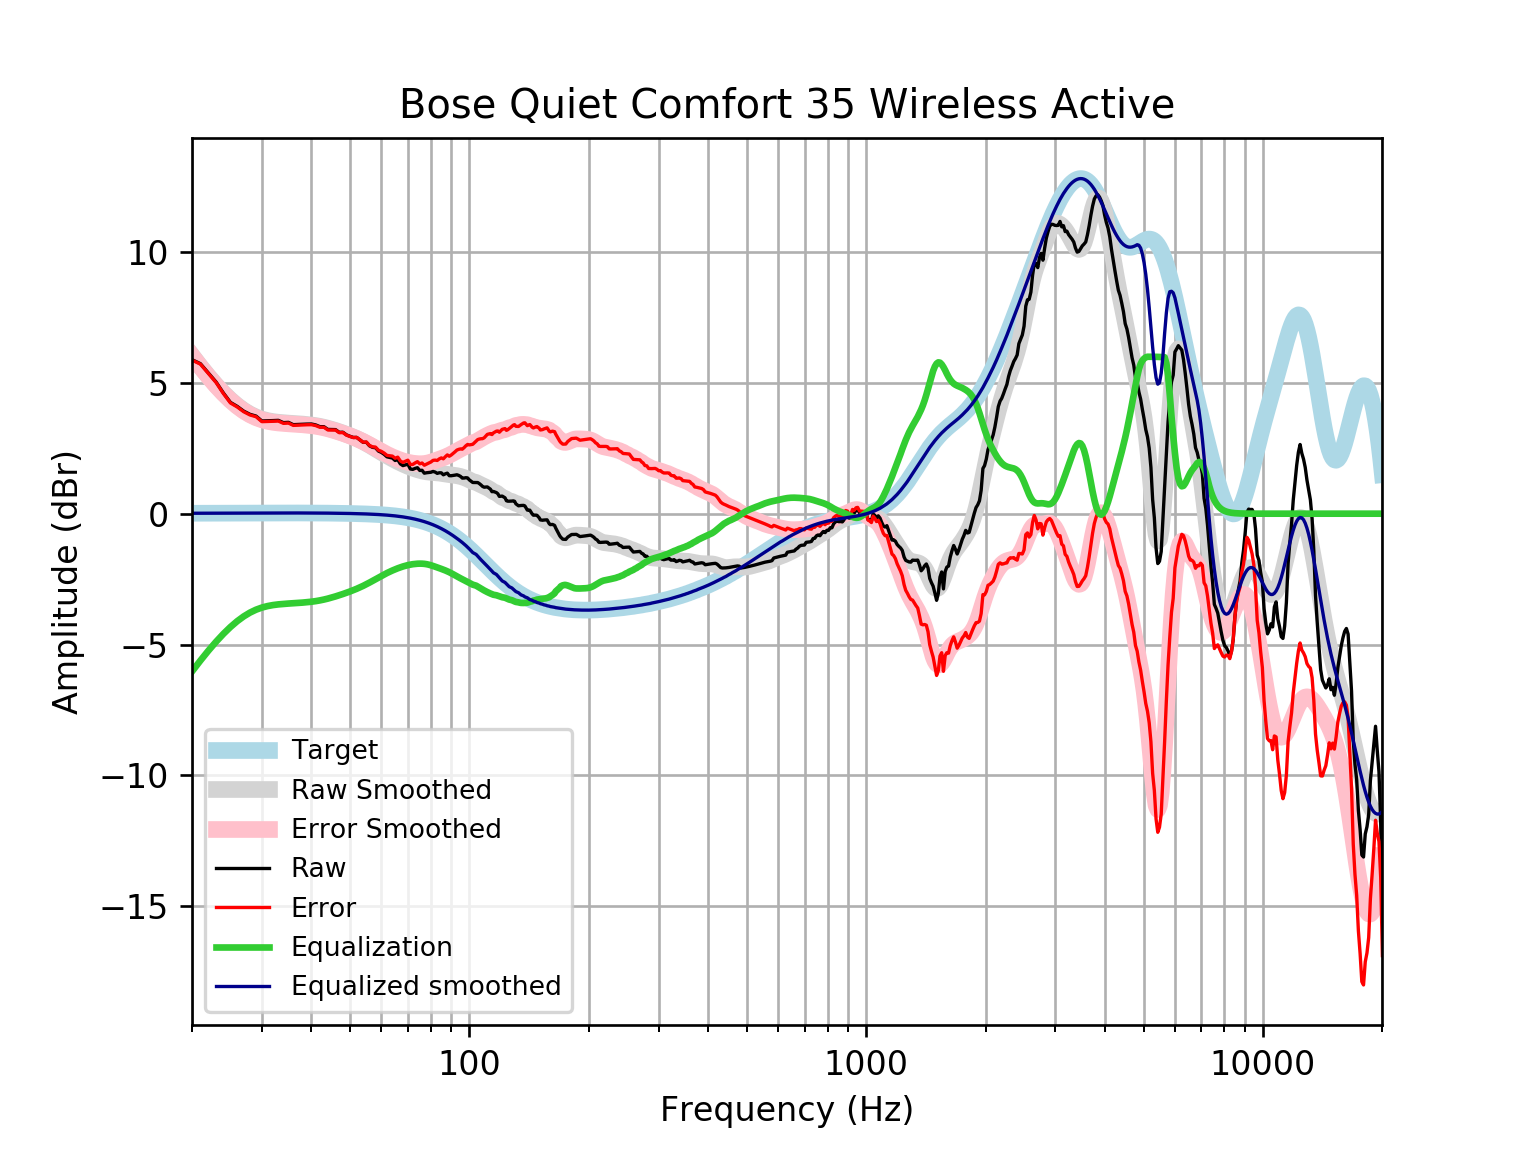 Bose Quiet Comfort 35 Wireless Active
Amplitude (dBr)
10
5
0
−5
−10
−15
Target
Raw Smoothed
Error Smoothed
Raw
Error
Equalization
Equalized smoothed
100
1000
10000
Frequency (Hz)